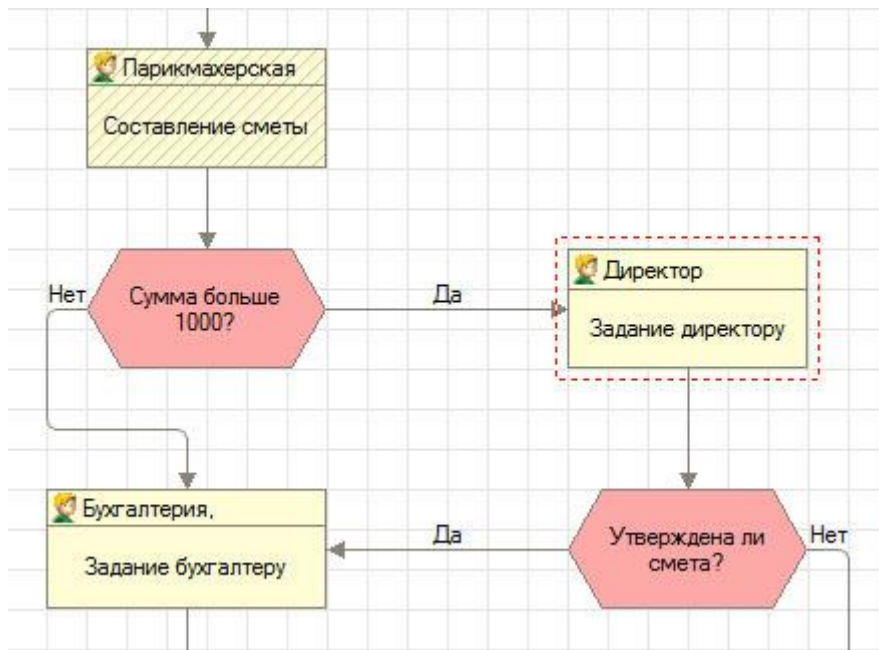 Парикмахерская
Составление сметы
Нет
Сумма больше
1000?
Да
Директор
Задание директору
Бухгалтерия,
Задание бухгалтеру
Да
Утверждена ли
смета?
Нет